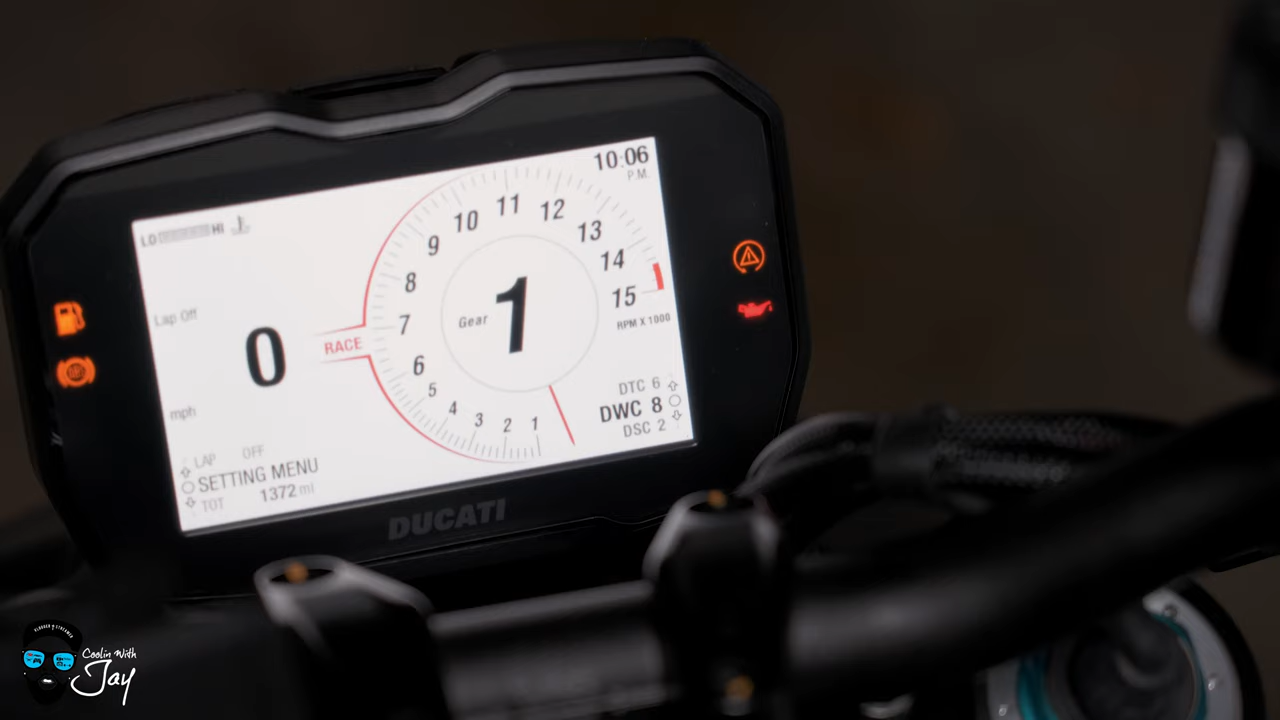 10:06
P.M.
LO HI
Lap Off
0
mph
RACE
1 2 3 4 5 6 7 8 9 10 11 12 13 14 15
RPM X 1000
Gear 1
DTC 6
DWC 8
DSC 2
LAP OFF
SETTING MENU
TOT 1372 mi
DUCATI
ABS
Coolin With
Jay